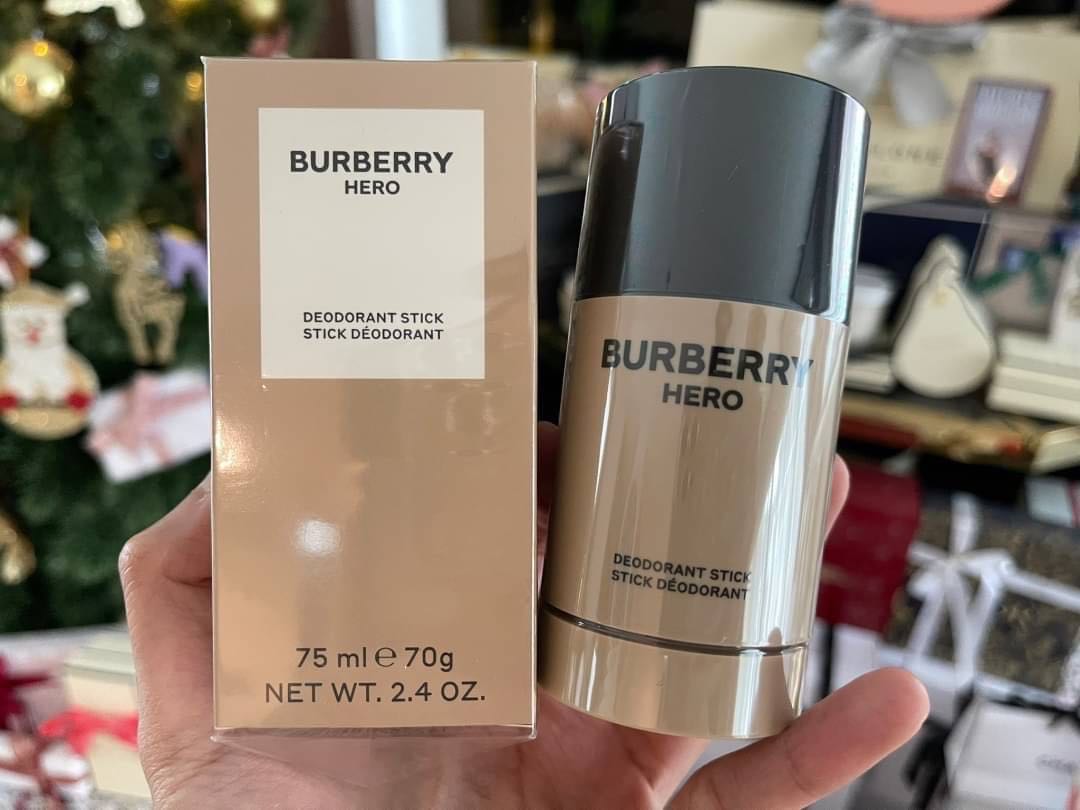 BURBERRY
HERO
DEODORANT STICK
STICK DÉODORANT
75 ml ℮ 70g
NET WT. 2.4 OZ.
BURBERRY
HERO
DEODORANT STICK
STICK DÉODORANT